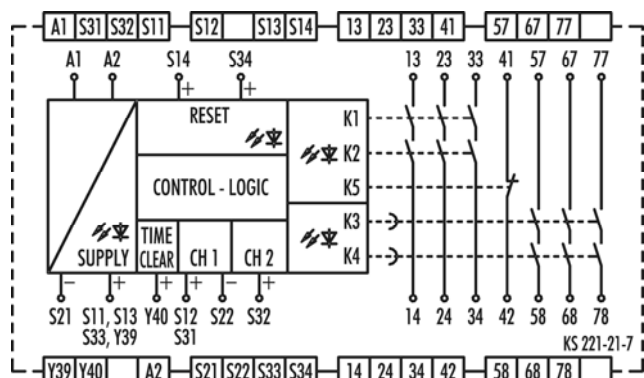 A1 S31 S32 S11 S12 S13 S14 13 23 33 41 57 67 77
A1 A2 S14 S34 13 23 33 41 57 67 77
+ +
RESET K1
K2
CONTROL - LOGIC K5
K3
TIME CLEAR CH 1 CH 2 K4
SUPPLY
− + + + − +
S21 S11, S13 Y40 S12 S22 S32 14 24 34 42 58 68 78
S33, Y39 S31
KS 221-21-7
Y39 Y40 A2 S21 S22 S33 S34 14 24 34 42 58 68 78